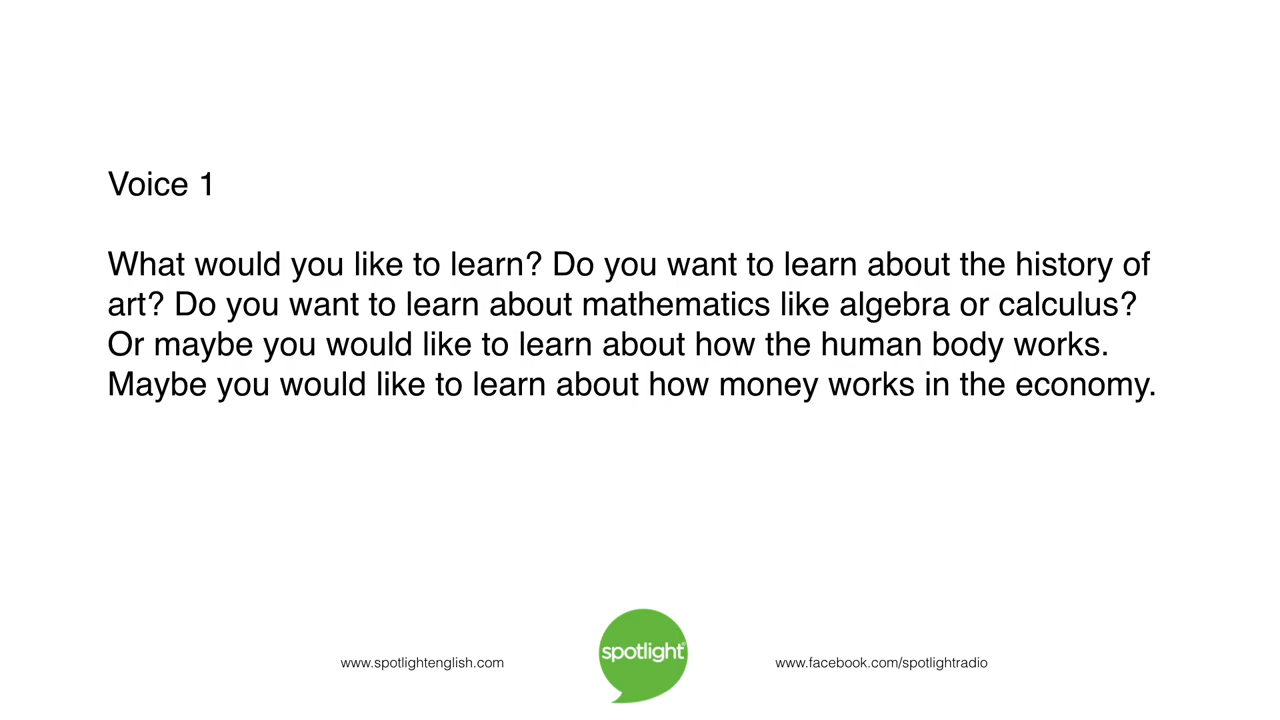 Voice 1
What would you like to learn? Do you want to learn about the history of
art? Do you want to learn about mathematics like algebra or calculus?
Or maybe you would like to learn about how the human body works.
Maybe you would like to learn about how money works in the economy.
www.spotlightenglish.com
spotlight®
www.facebook.com/spotlightradio